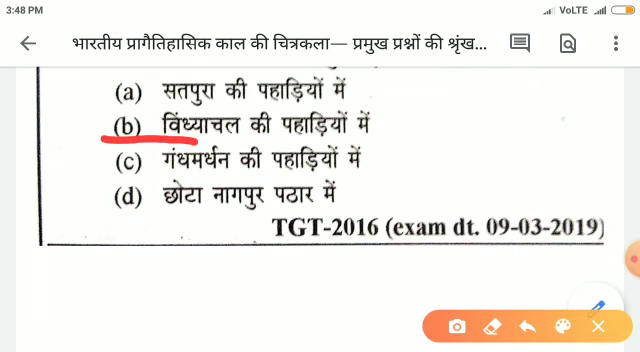 3:48 PM VoLTE
भारतीय प्रागैतिहासिक काल की चित्रकला— प्रमुख प्रश्नों की श्रृंख...
(a) सतपुरा की पहाड़ियों में
(b) विंध्याचल की पहाड़ियों में
(c) गंधमर्धन की पहाड़ियों में
(d) छोटा नागपुर पठार में
TGT-2016 (exam dt. 09-03-2019)